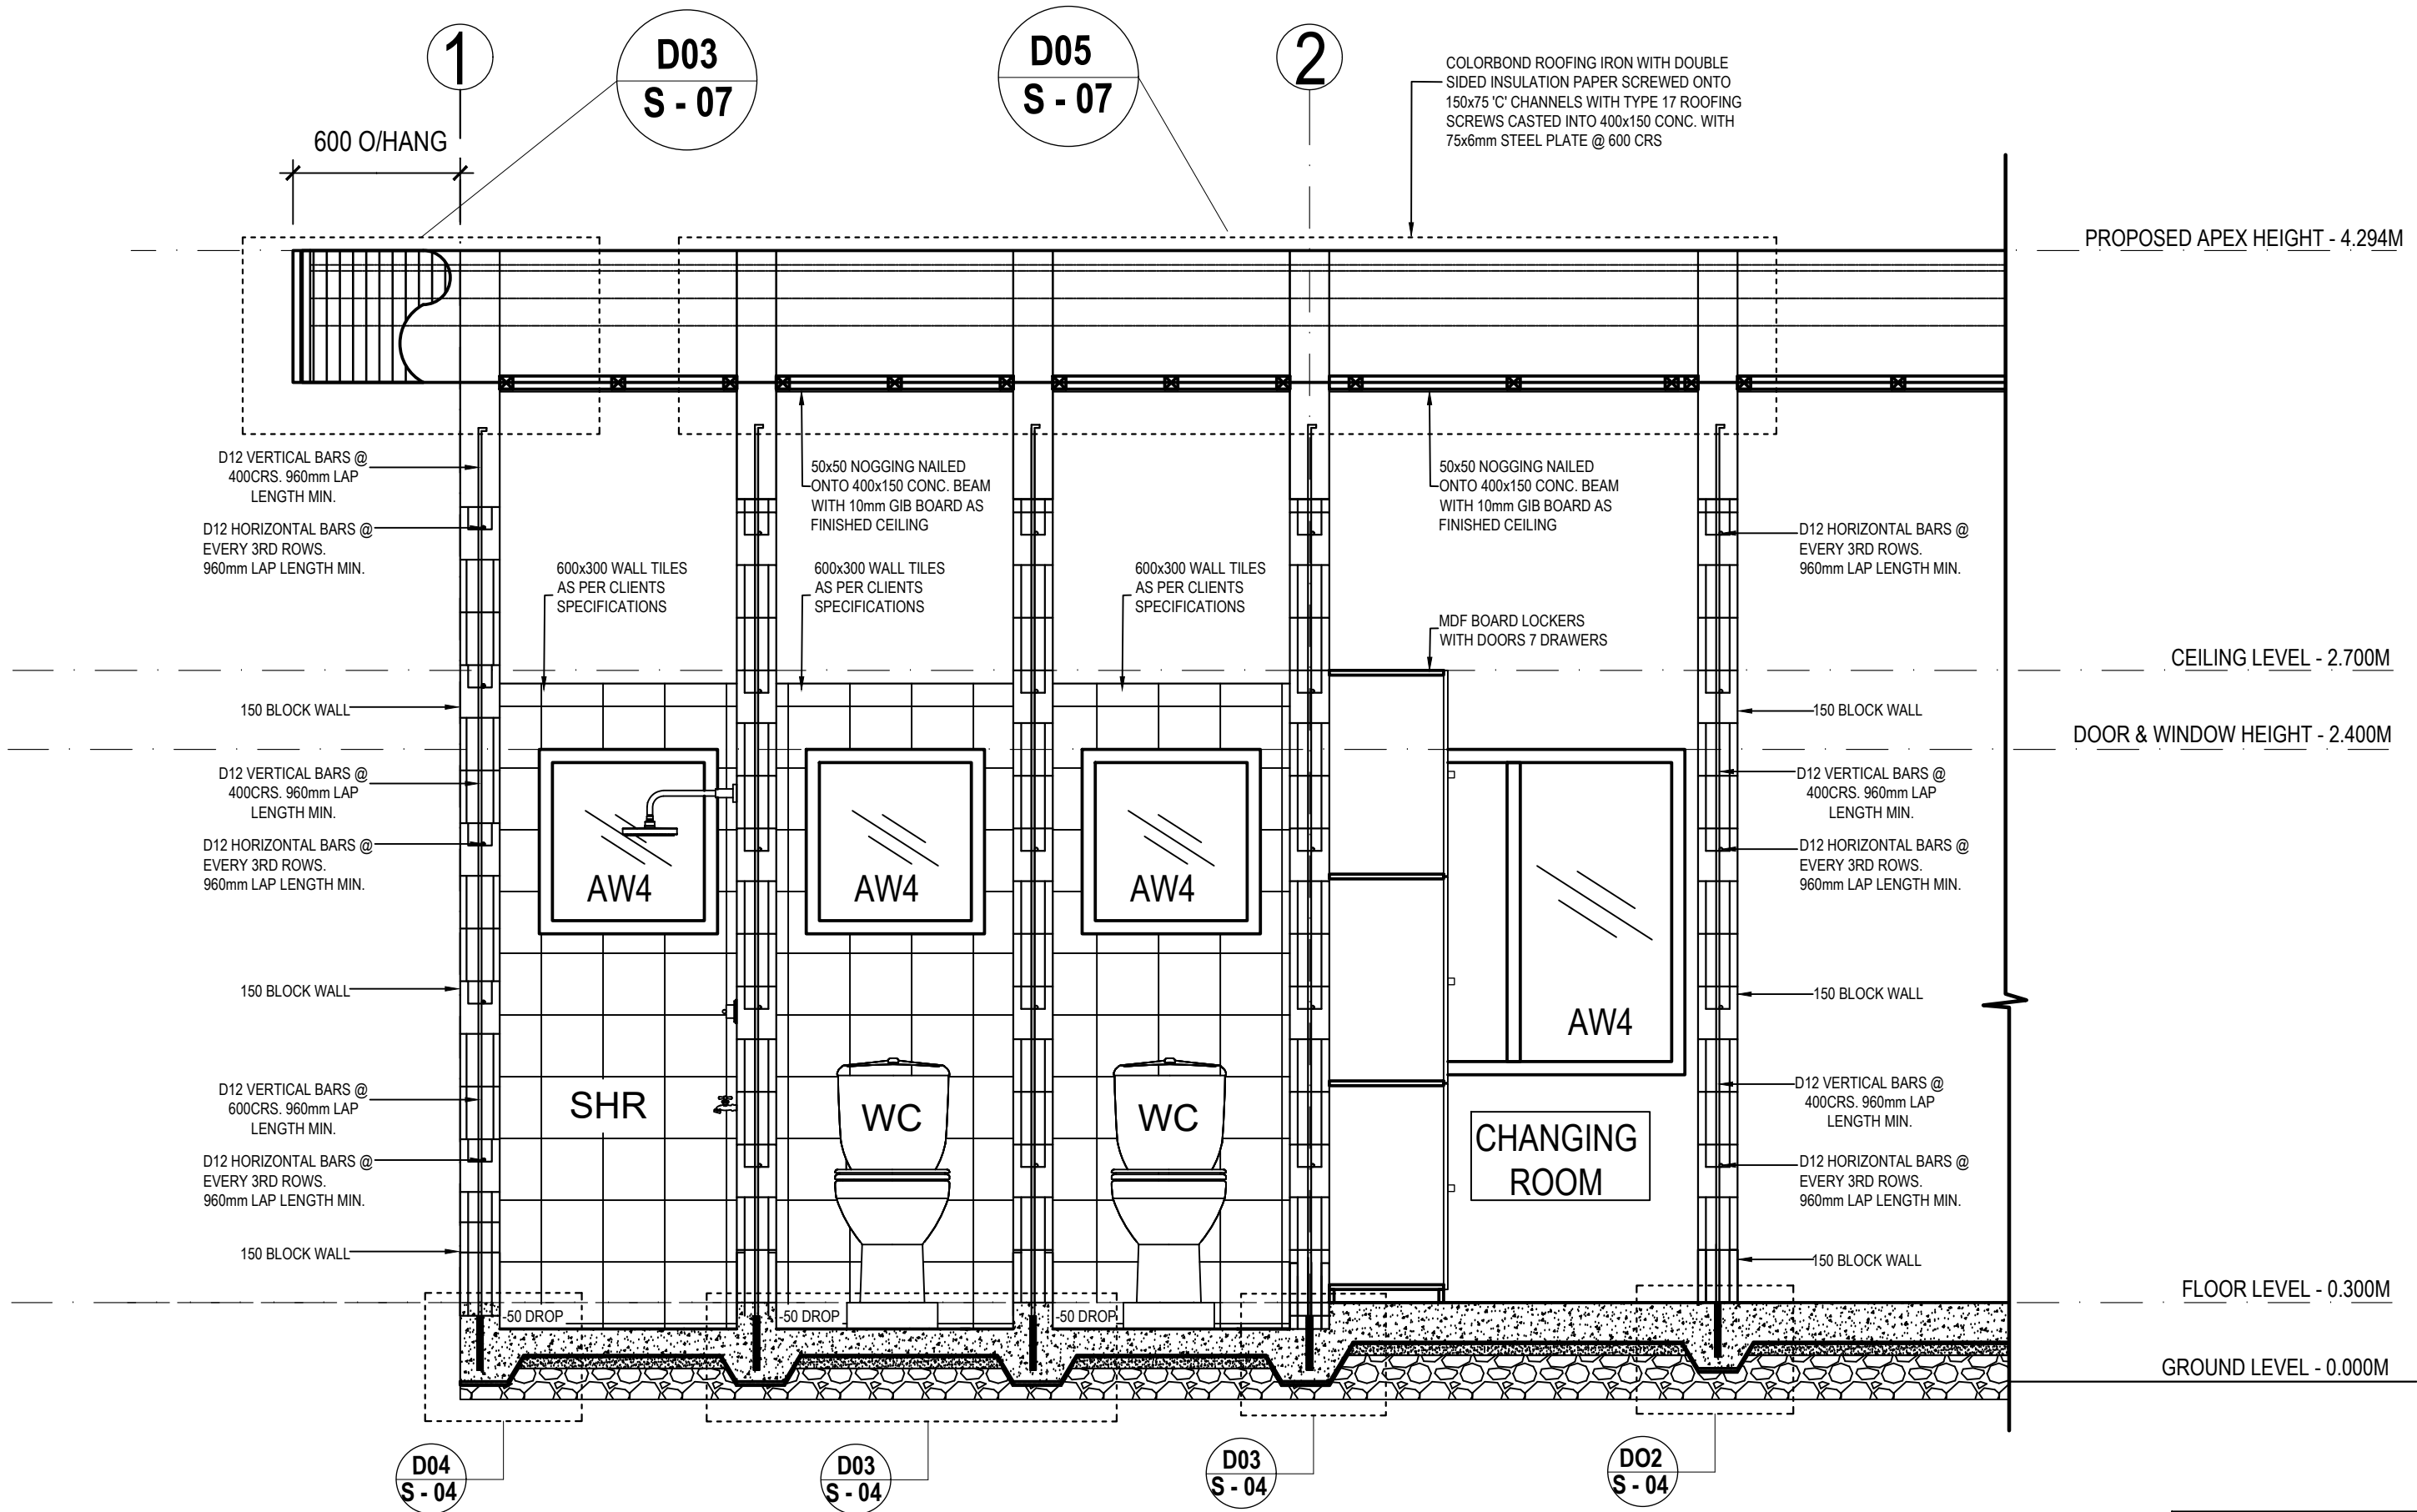 1
D03
S - 07
D05
S - 07
2
COLORBOND ROOFING IRON WITH DOUBLE
SIDED INSULATION PAPER SCREWED ONTO
150x75 'C' CHANNELS WITH TYPE 17 ROOFING
SCREWS CASTED INTO 400x150 CONC. WITH
75x6mm STEEL PLATE @ 600 CRS
600 O/HANG
PROPOSED APEX HEIGHT - 4.294M
D12 VERTICAL BARS @
400CRS. 960mm LAP
LENGTH MIN.
D12 HORIZONTAL BARS @
EVERY 3RD ROWS.
960mm LAP LENGTH MIN.
50x50 NOGGING NAILED
ONTO 400x150 CONC. BEAM
WITH 10mm GIB BOARD AS
FINISHED CEILING
50x50 NOGGING NAILED
ONTO 400x150 CONC. BEAM
WITH 10mm GIB BOARD AS
FINISHED CEILING
D12 HORIZONTAL BARS @
EVERY 3RD ROWS.
960mm LAP LENGTH MIN.
600x300 WALL TILES
AS PER CLIENTS
SPECIFICATIONS
600x300 WALL TILES
AS PER CLIENTS
SPECIFICATIONS
600x300 WALL TILES
AS PER CLIENTS
SPECIFICATIONS
MDF BOARD LOCKERS
WITH DOORS 7 DRAWERS
CEILING LEVEL - 2.700M
150 BLOCK WALL
150 BLOCK WALL
DOOR & WINDOW HEIGHT - 2.400M
D12 VERTICAL BARS @
400CRS. 960mm LAP
LENGTH MIN.
D12 VERTICAL BARS @
400CRS. 960mm LAP
LENGTH MIN.
D12 HORIZONTAL BARS @
EVERY 3RD ROWS.
960mm LAP LENGTH MIN.
AW4
AW4
AW4
D12 HORIZONTAL BARS @
EVERY 3RD ROWS.
960mm LAP LENGTH MIN.
150 BLOCK WALL
150 BLOCK WALL
AW4
D12 VERTICAL BARS @
600CRS. 960mm LAP
LENGTH MIN.
SHR
WC
WC
D12 VERTICAL BARS @
400CRS. 960mm LAP
LENGTH MIN.
CHANGING
ROOM
D12 HORIZONTAL BARS @
EVERY 3RD ROWS.
960mm LAP LENGTH MIN.
D12 HORIZONTAL BARS @
EVERY 3RD ROWS.
960mm LAP LENGTH MIN.
150 BLOCK WALL
150 BLOCK WALL
FLOOR LEVEL - 0.300M
-50 DROP
-50 DROP
-50 DROP
GROUND LEVEL - 0.000M
D04
S - 04
D03
S - 04
D03
S - 04
DO2
S - 04